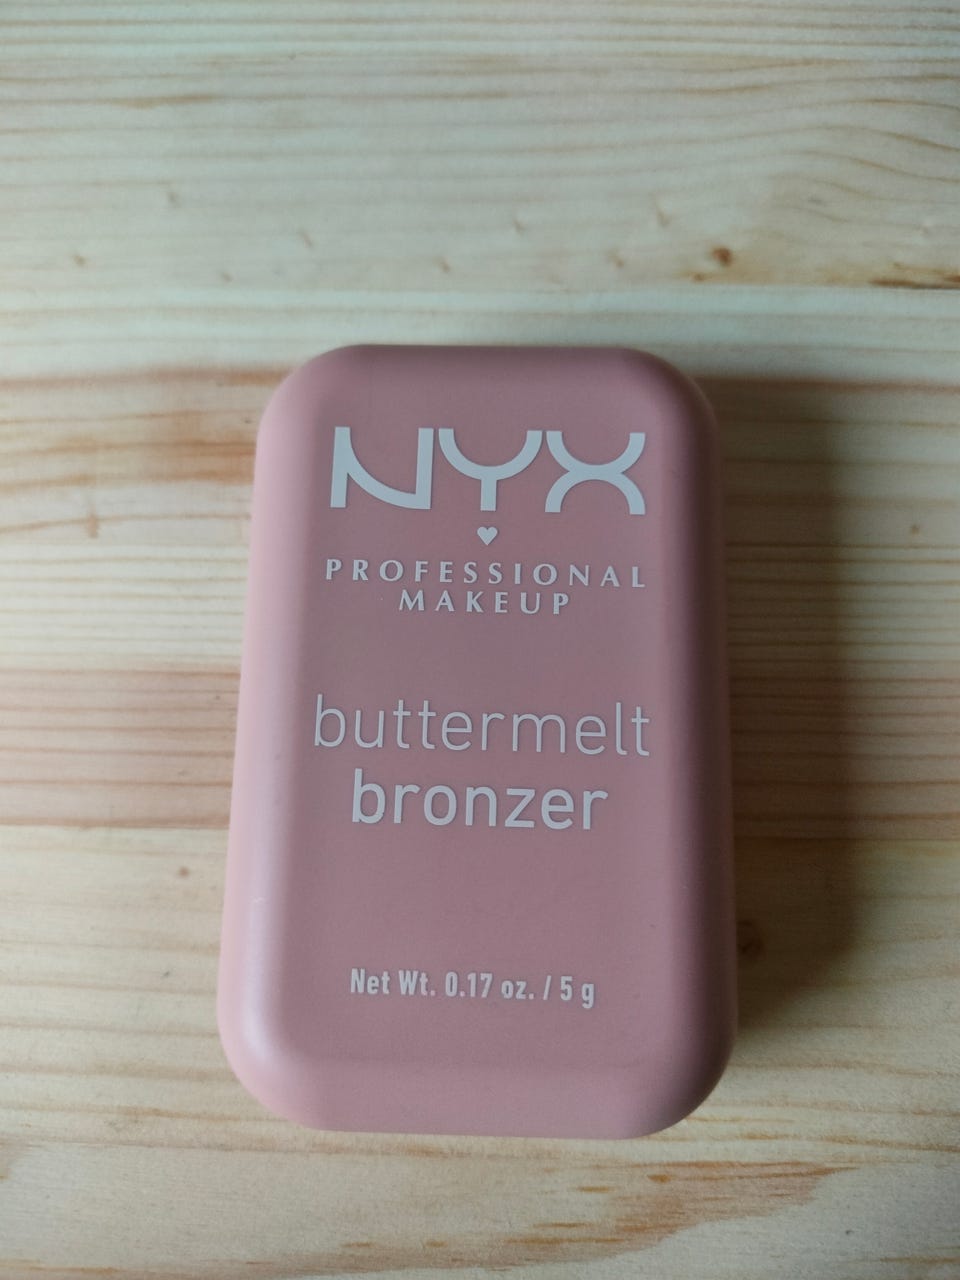 NYX
PROFESSIONAL
MAKEUP
buttermelt
bronzer
Net Wt. 0.17 oz. / 5 g